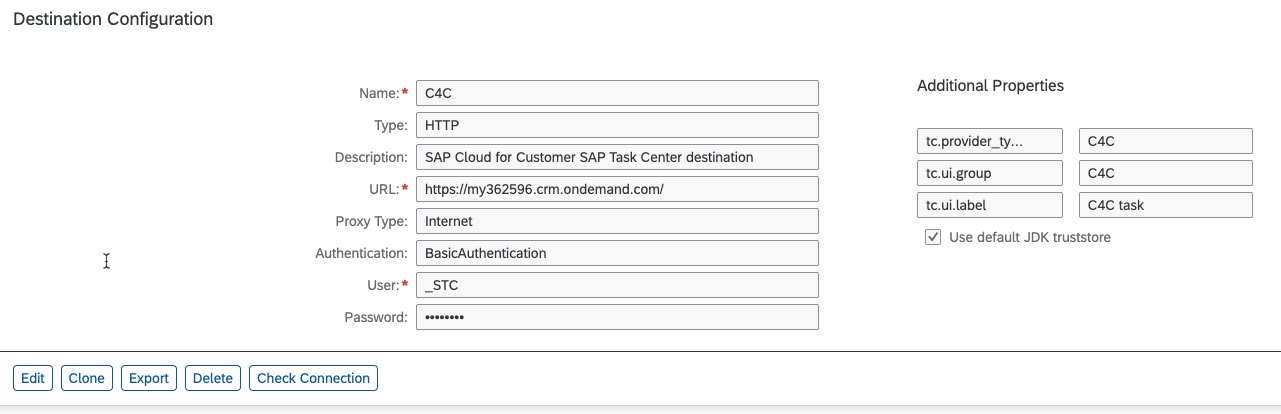 Destination Configuration
Name:* C4C
Type: HTTP
Description: SAP Cloud for Customer SAP Task Center destination
URL:* https://my362596.crm.ondemand.com/
Proxy Type: Internet
Authentication: BasicAuthentication
User:* _STC
Password: ••••••••
Additional Properties
tc.provider_ty... C4C
tc.ui.group C4C
tc.ui.label C4C task
Use default JDK truststore
Edit Clone Export Delete Check Connection